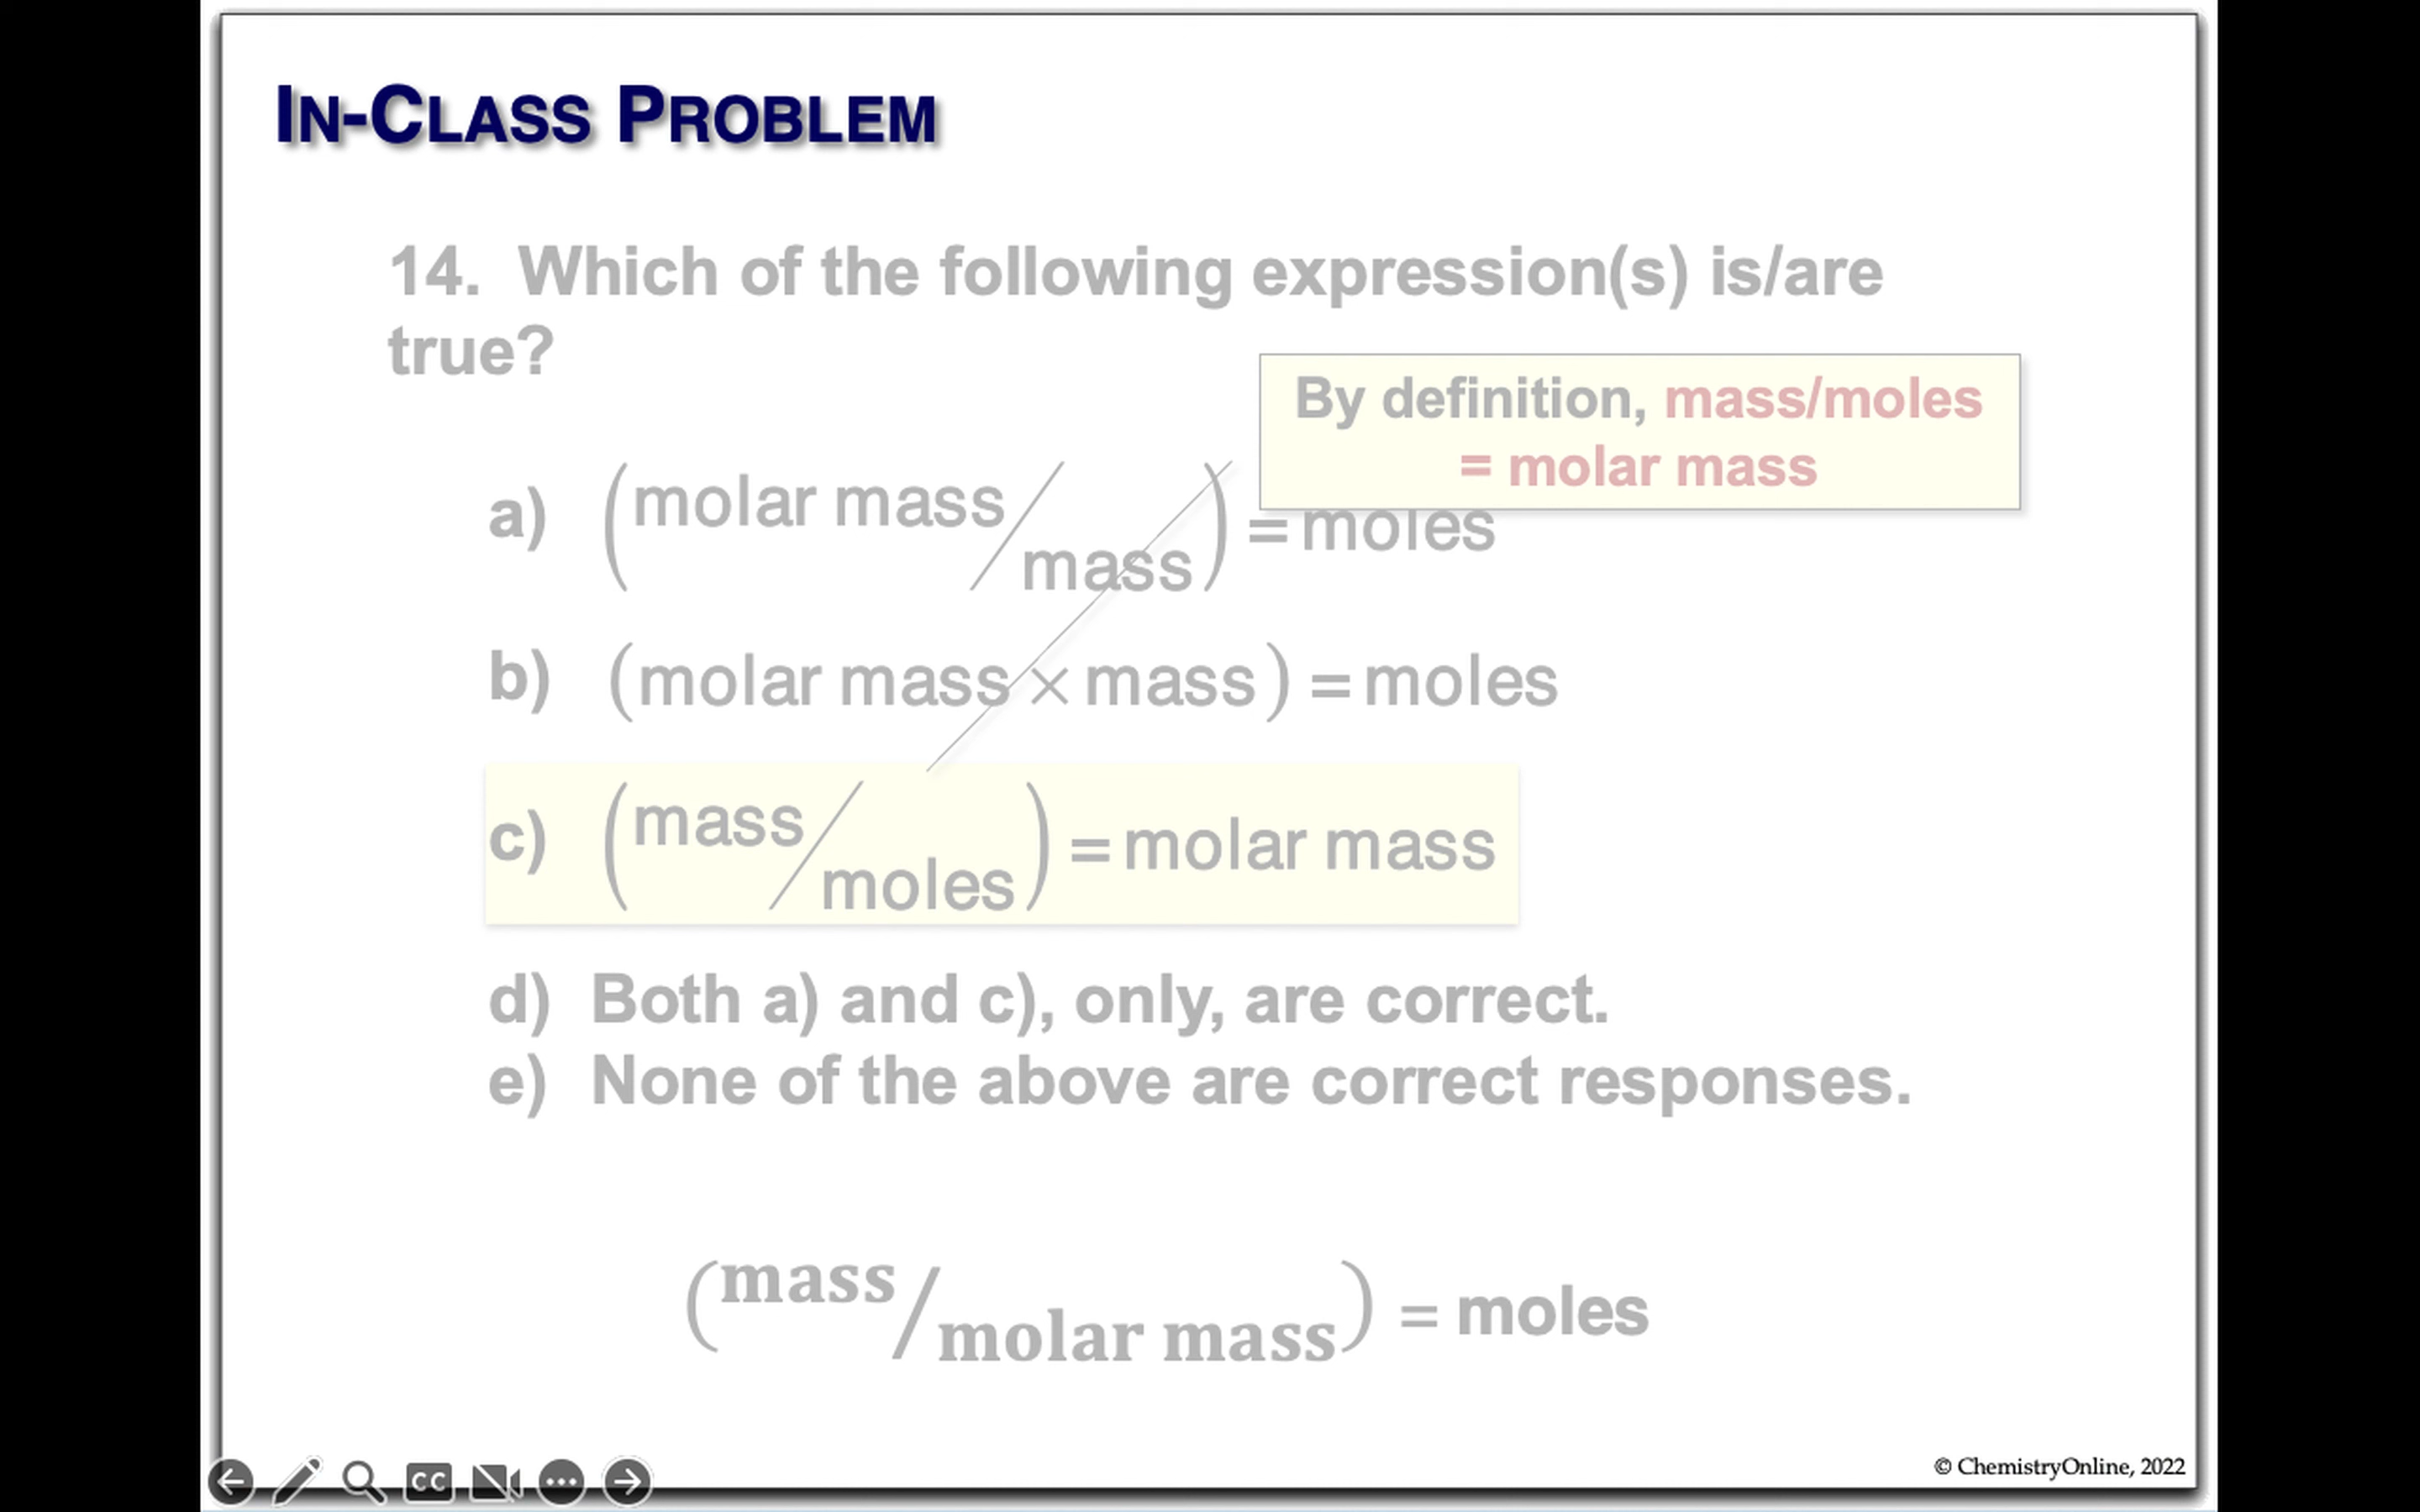 IN-CLASS PROBLEM
14. Which of the following expression(s) is/are
true?
By definition, mass/moles
= molar mass
a) (molar mass/mass) = moles
b) (molar mass × mass) = moles
c) (mass/moles) = molar mass
d) Both a) and c), only, are correct.
e) None of the above are correct responses.
(mass/molar mass) = moles
CC
© ChemistryOnline, 2022